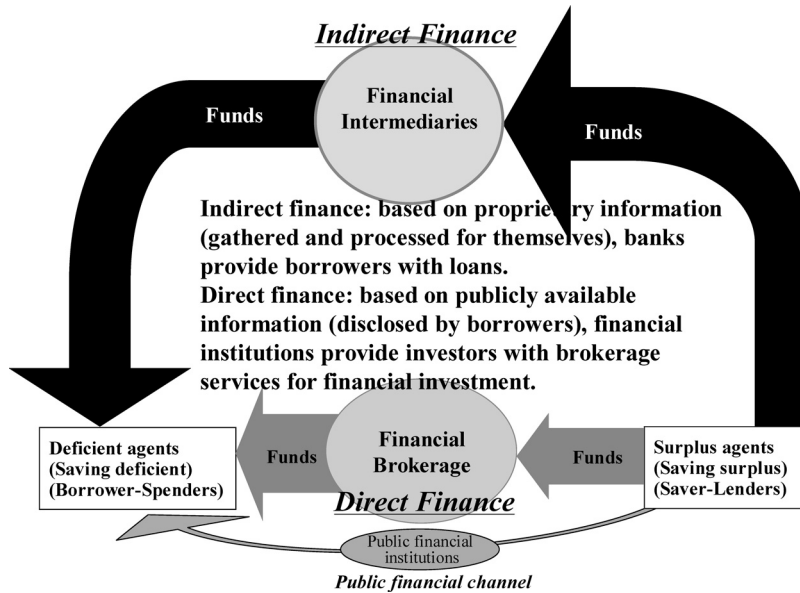 Indirect Finance
Financial
Intermediaries
Funds
Funds
Indirect finance: based on proprietary information
(gathered and processed for themselves), banks
provide borrowers with loans.
Direct finance: based on publicly available
information (disclosed by borrowers), financial
institutions provide investors with brokerage
services for financial investment.
Deficient agents
(Saving deficient)
(Borrower-Spenders)
Funds
Financial
Brokerage
Funds
Surplus agents
(Saving surplus)
(Saver-Lenders)
Direct Finance
Public financial
institutions
Public financial channel